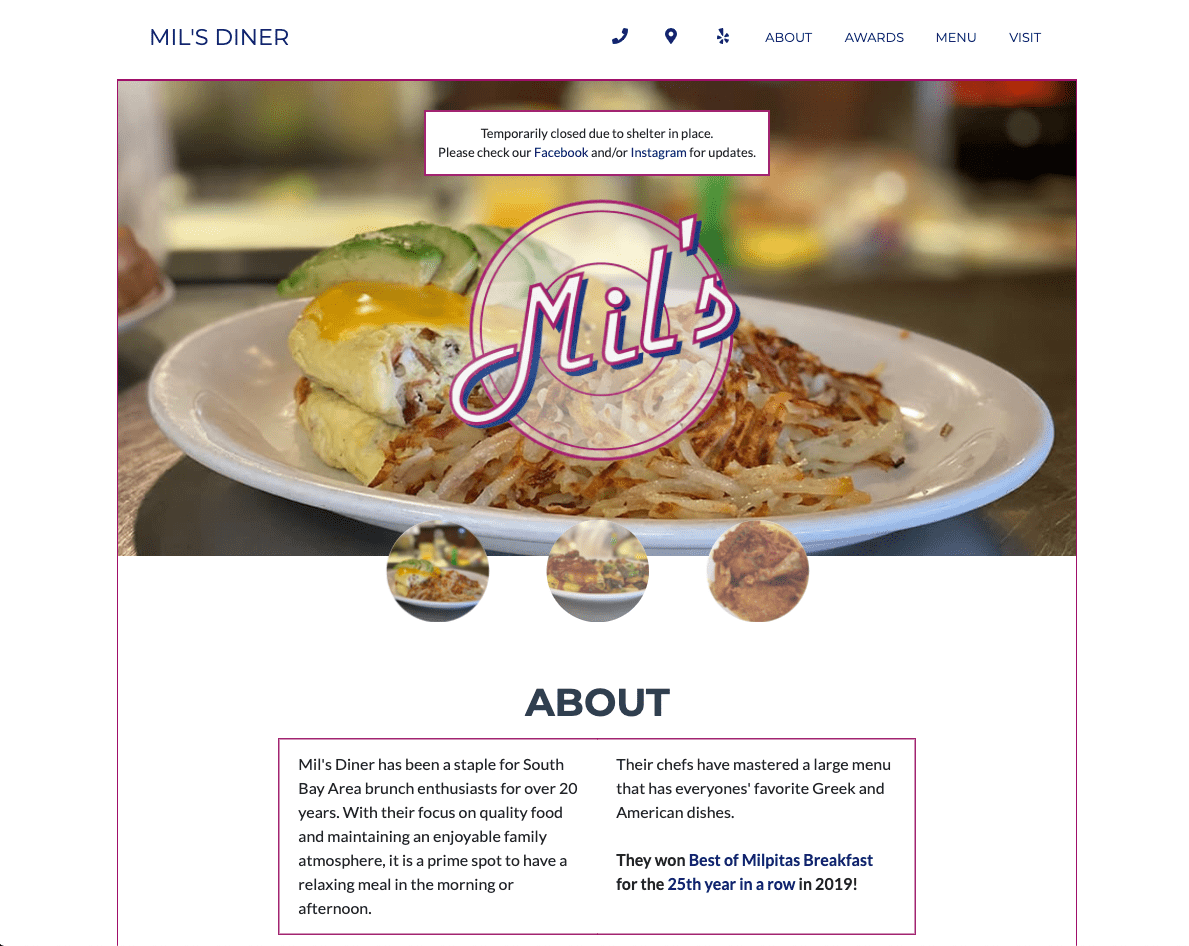 MIL'S DINER
ABOUT AWARDS MENU VISIT
Temporarily closed due to shelter in place.
Please check our Facebook and/or Instagram for updates.
Mil's
ABOUT
Mil's Diner has been a staple for South
Bay Area brunch enthusiasts for over 20
years. With their focus on quality food
and maintaining an enjoyable family
atmosphere, it is a prime spot to have a
relaxing meal in the morning or
afternoon.
Their chefs have mastered a large menu
that has everyones' favorite Greek and
American dishes.
They won Best of Milpitas Breakfast
for the 25th year in a row in 2019!